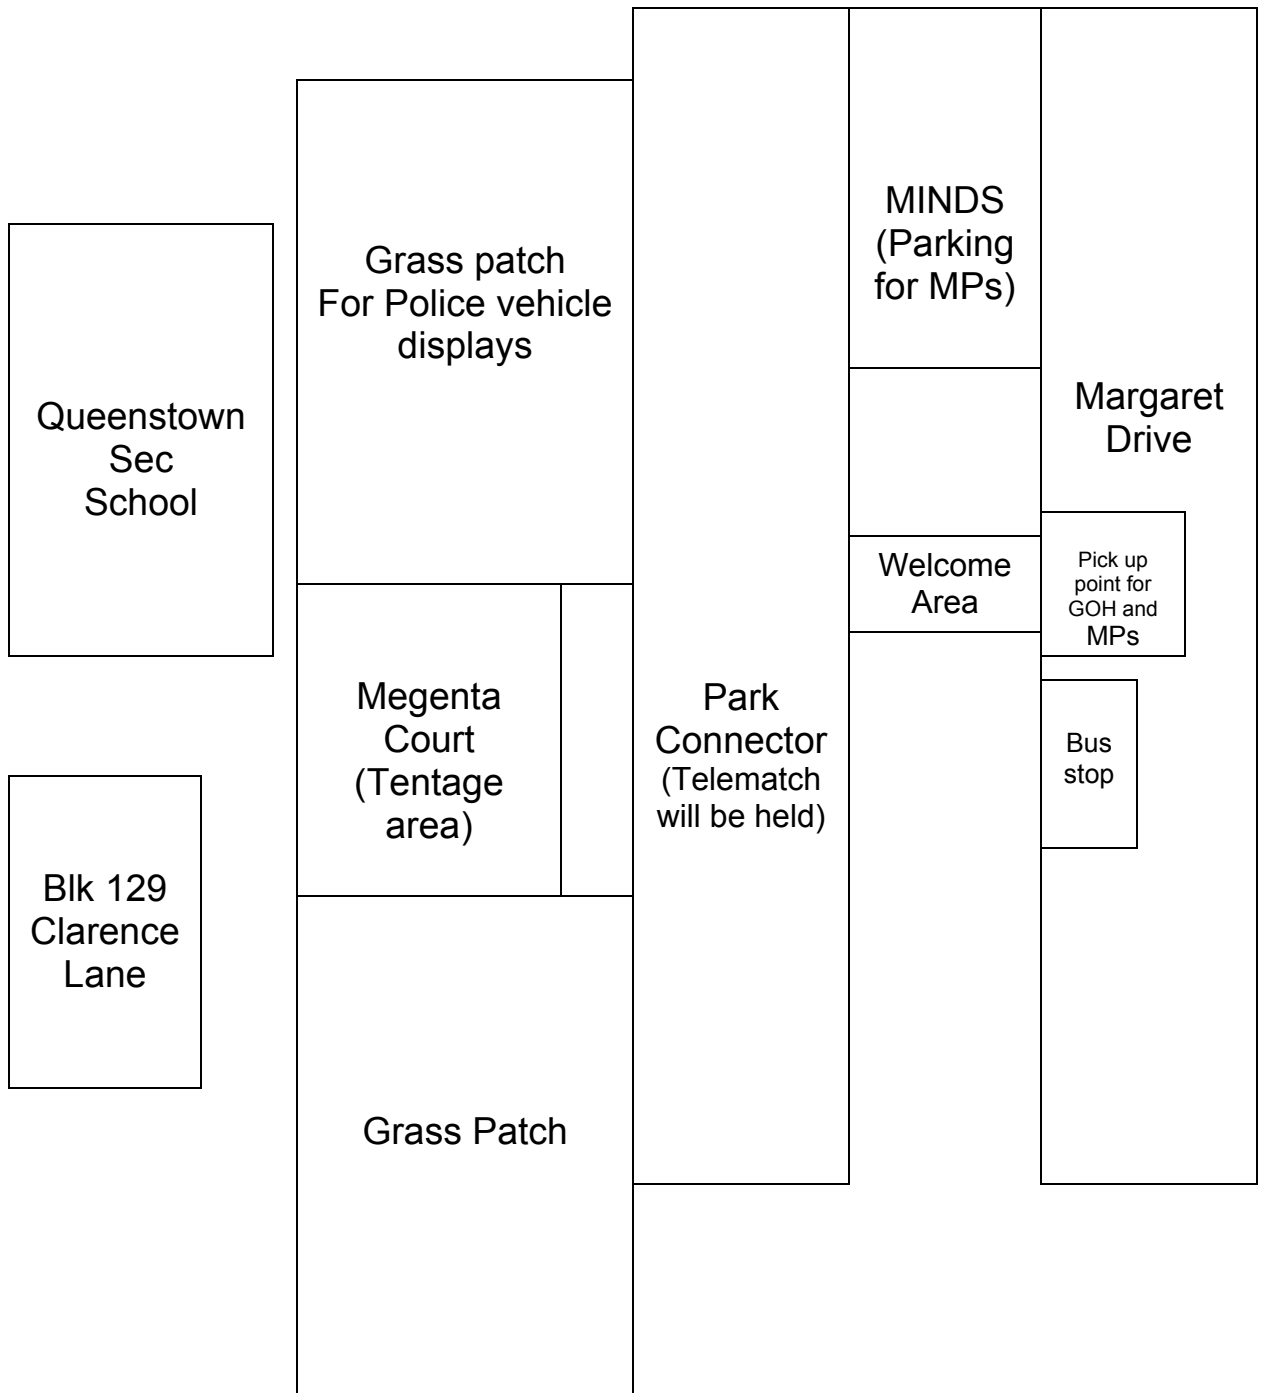 MINDS
(Parking
for MPs)
Grass patch
For Police vehicle
displays
Queenstown
Sec
School
Margaret
Drive
Welcome
Area
Pick up
point for
GOH and
MPs
Megenta
Court
(Tentage
area)
Park
Connector
(Telematch
will be held)
Bus
stop
Blk 129
Clarence
Lane
Grass Patch